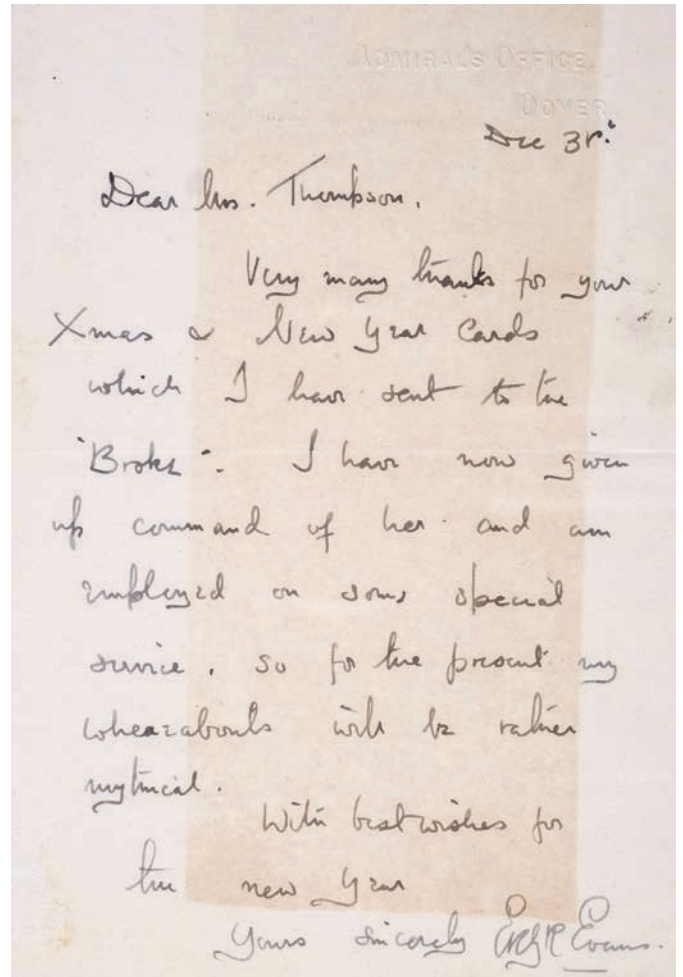 ADMIRAL'S OFFICE,
DOVER.
Dec 31st
Dear Mrs. Thompson.
Very many thanks for your
Xmas & New Year Cards
which I have sent to the
"Broke". I have now given
up command of her and am
employed on some special
service. so for the present my
whereabouts will be rather
mythical.
With best wishes for
the new Year
Yours sincerely ERGR Evans.